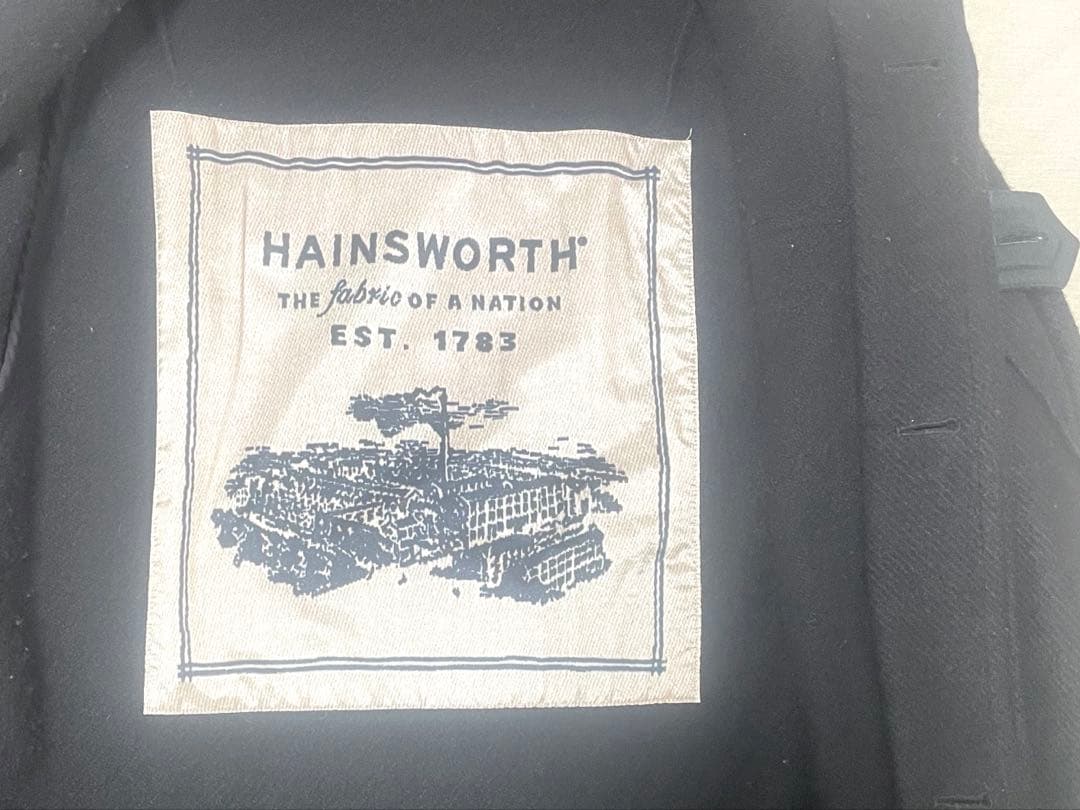 HAINSWORTH®
THE fabric OF A NATION
EST. 1783